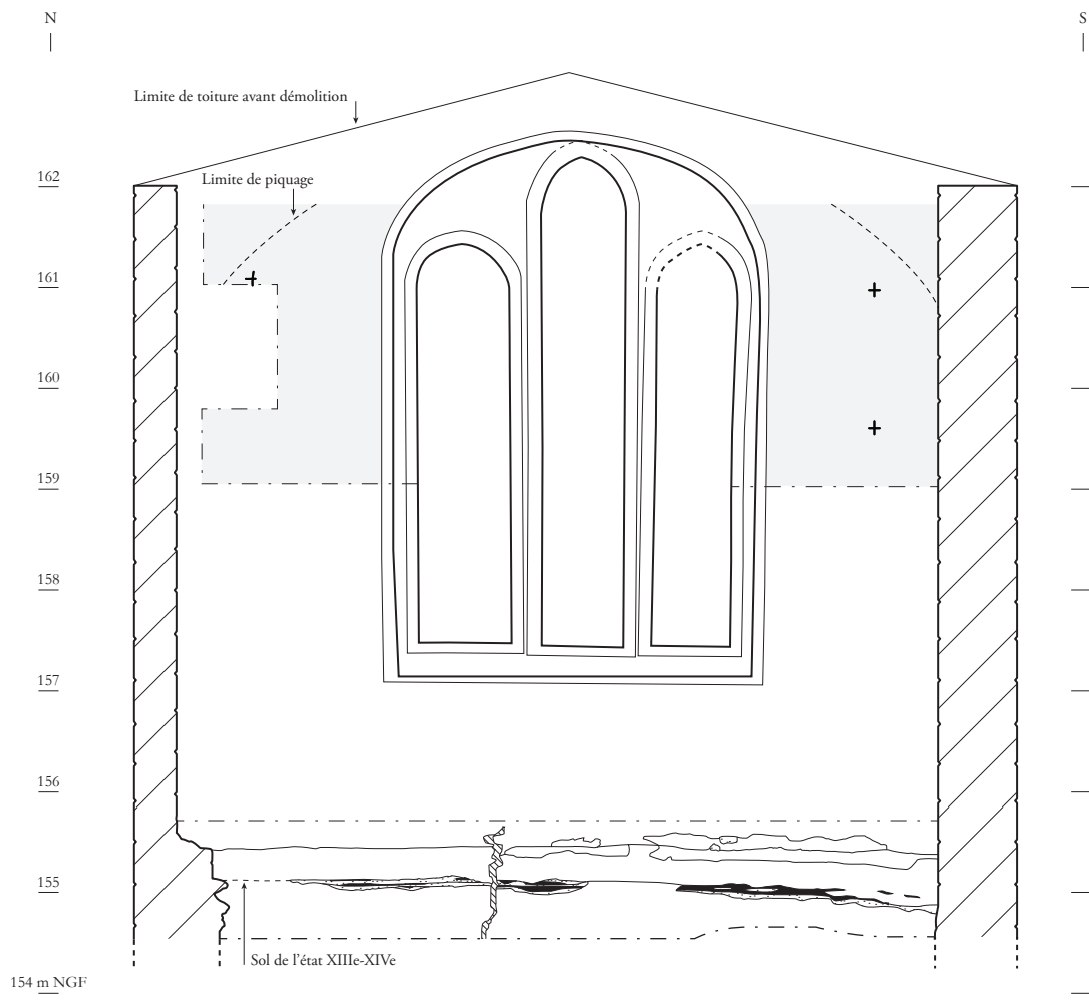 N
S
Limite de toiture avant démolition
162
Limite de piquage
161
160
159
158
157
156
155
Sol de l’état XIIIe-XIVe
154 m NGF